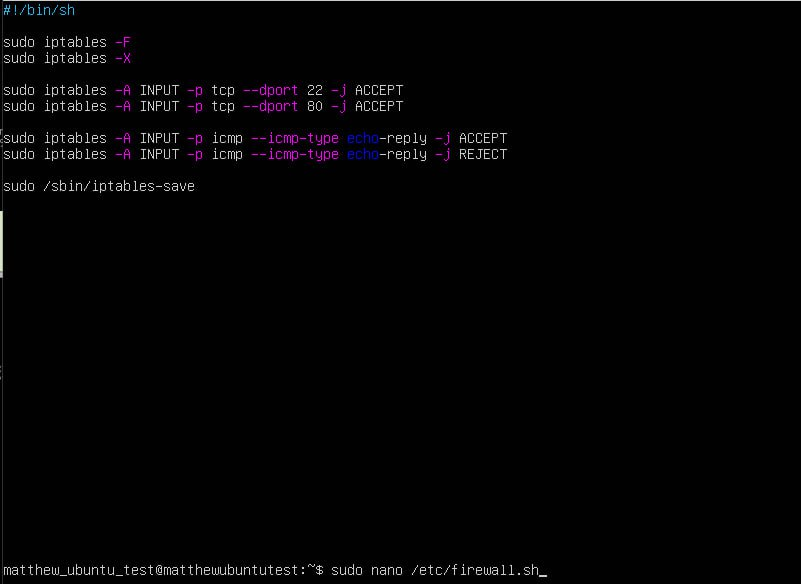 #!/bin/sh
sudo iptables -F
sudo iptables -X
sudo iptables -A INPUT -p tcp --dport 22 -j ACCEPT
sudo iptables -A INPUT -p tcp --dport 80 -j ACCEPT
sudo iptables -A INPUT -p icmp --icmp-type echo-reply -j ACCEPT
sudo iptables -A INPUT -p icmp --icmp-type echo-reply -j REJECT
sudo /sbin/iptables-save
matthew_ubuntu_test@matthewubuntutest:~$ sudo nano /etc/firewall.sh_